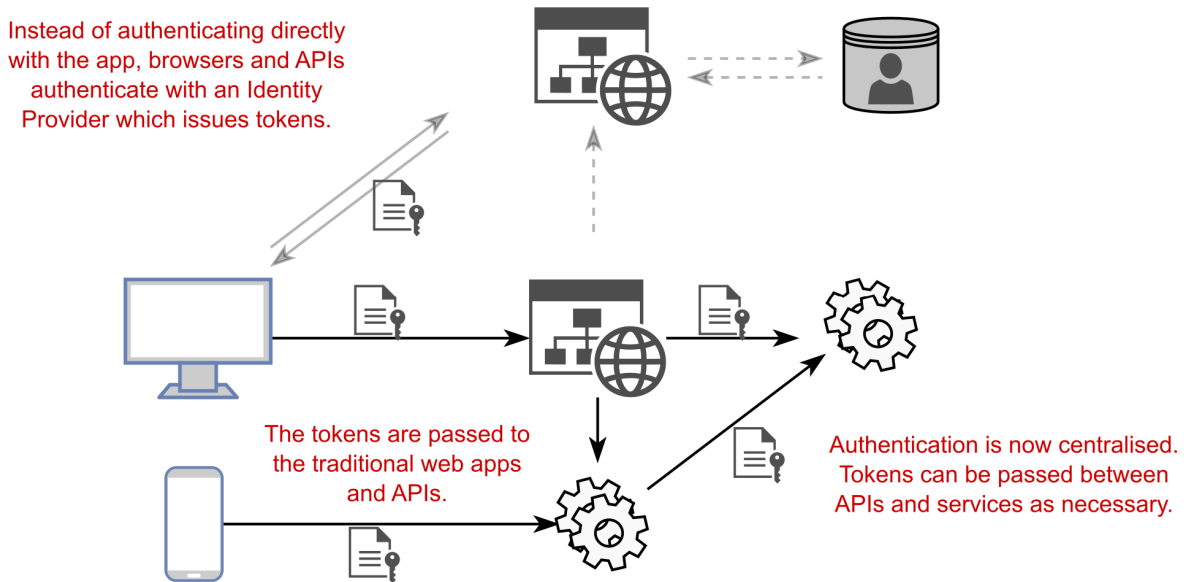 Instead of authenticating directly
with the app, browsers and APIs
authenticate with an Identity
Provider which issues tokens.
The tokens are passed to
the traditional web apps
and APIs.
Authentication is now centralised.
Tokens can be passed between
APIs and services as necessary.